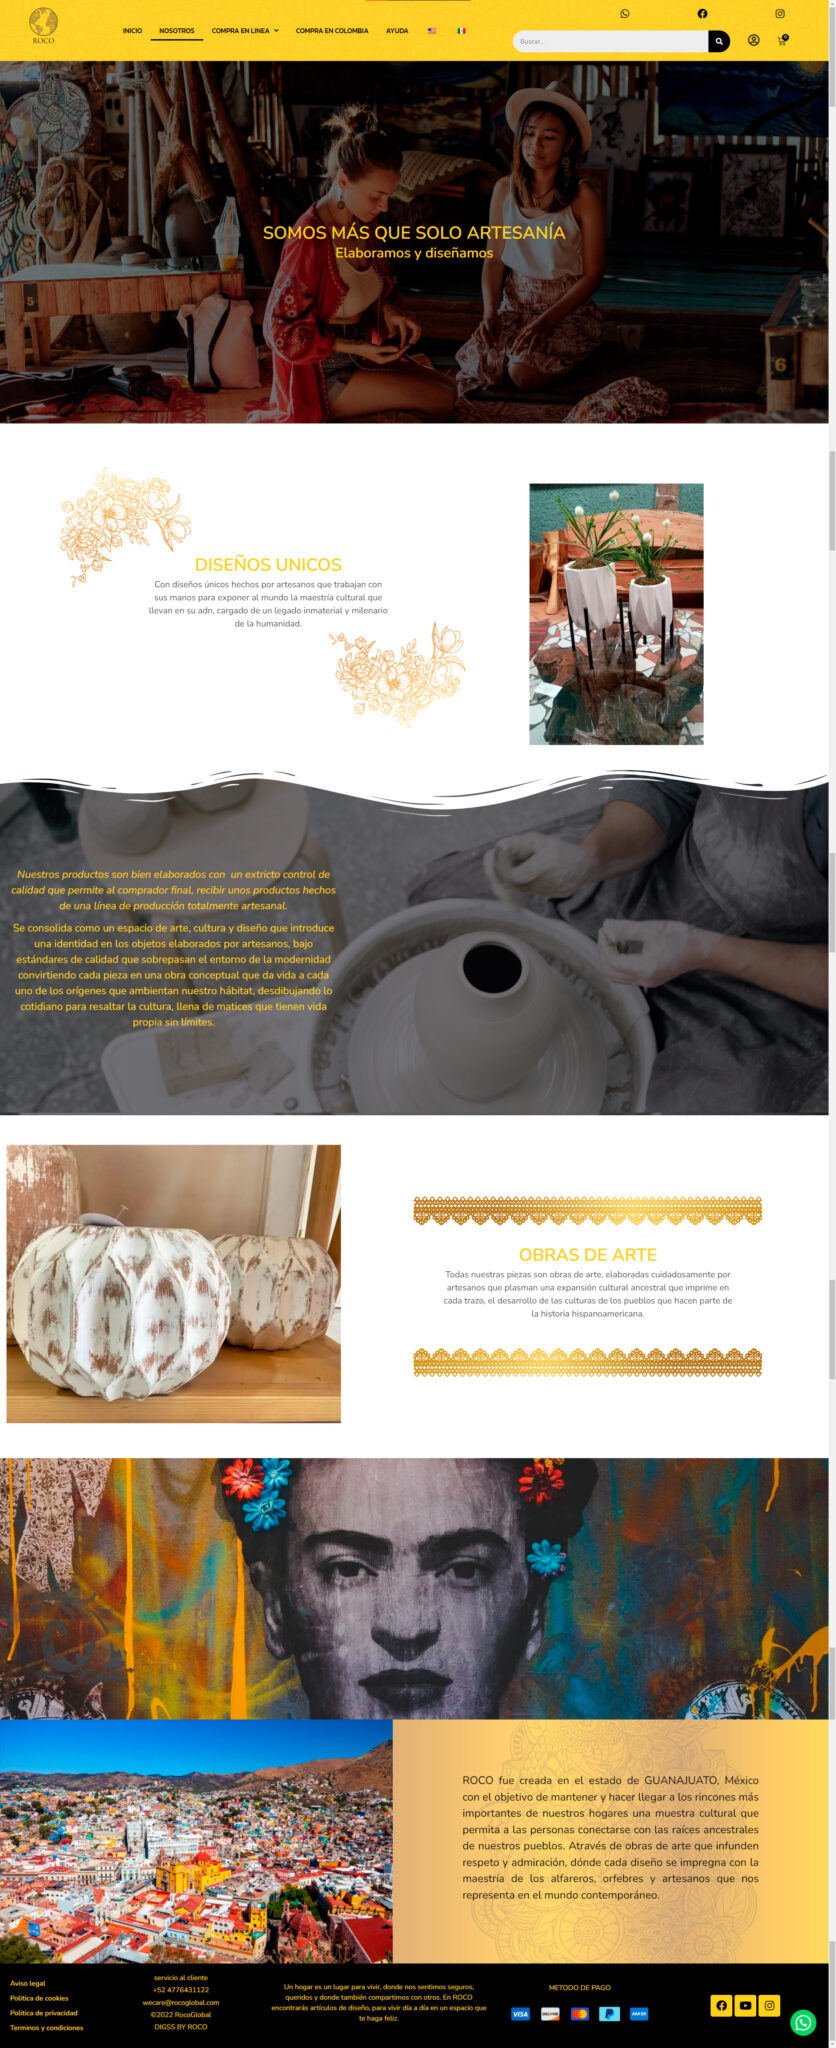 ROCO
INICIO
NOSOTROS
COMPRA EN LINEA
COMPRA EN COLOMBIA
AYUDA
Buscar...
0
5
6
SOMOS MÁS QUE SOLO ARTESANÍA
Elaboramos y diseñamos
DISEÑOS UNICOS
Con diseños únicos hechos por artesanos que trabajan con
sus manos para exponer al mundo la maestría cultural que
llevan en su adn, cargado de un legado inmaterial y milenario
de la humanidad.
Nuestros productos son bien elaborados con  un extricto control de
calidad que permite al comprador final, recibir unos productos hechos
de una línea de producción totalmente artesanal.
Se consolida como un espacio de arte, cultura y diseño que introduce
una identidad en los objetos elaborados por artesanos, bajo
estándares de calidad que sobrepasan el entorno de la modernidad
convirtiendo cada pieza en una obra conceptual que da vida a cada
uno de los orígenes que ambientan nuestro hábitat, desdibujando lo
cotidiano para resaltar la cultura, llena de matices que tienen vida
propia sin límites.
OBRAS DE ARTE
Todas nuestras piezas son obras de arte, elaboradas cuidadosamente por
artesanos que plasman una expansión cultural ancestral que imprime en
cada trazo, el desarrollo de las culturas de los pueblos que hacen parte de
la historia hispanoamericana.
ROCO fue creada en el estado de GUANAJUATO, México
con el objetivo de mantener y hacer llegar a los rincones más
importantes de nuestros hogares una muestra cultural que
permita a las personas conectarse con las raíces ancestrales
de nuestros pueblos. Através de obras de arte que infunden
respeto y admiración, dónde cada diseño se impregna con la
maestría de los alfareros, orfebres y artesanos que nos
representa en el mundo contemporáneo.
Aviso legal
Politica de cookies
Politica de privacidad
Terminos y condiciones
servicio al cliente
+52 4776431122
wecare@rocoglobal.com
©2022 RocoGlobal
DIGSS BY ROCO
Un hogar es un lugar para vivir, donde nos sentimos seguros,
queridos y donde también compartimos con otros. En ROCO
encontrarás artículos de diseño, para vivir día a día en un espacio que
te haga feliz.
METODO DE PAGO
VISA
DISCOVER
AMEX